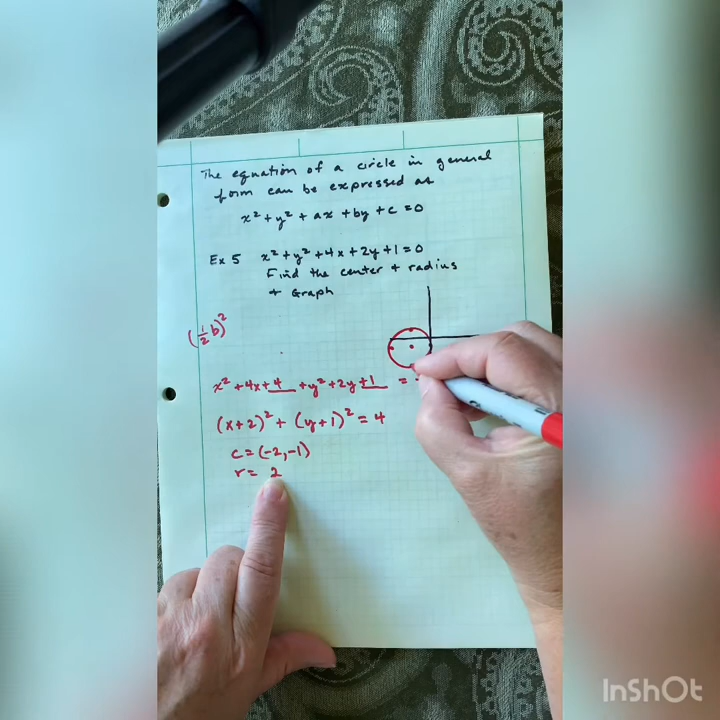 The equation of a circle in general
form can be expressed as
x² + y² + ax + by + c = 0
Ex 5 x² + y² + 4x + 2y + 1 = 0
Find the center + radius
+ Graph
(1/2 b)²
x² + 4x + 4 + y² + 2y + 1 =
(x+2)² + (y+1)² = 4
c = (-2, -1)
r = 2
InShOt